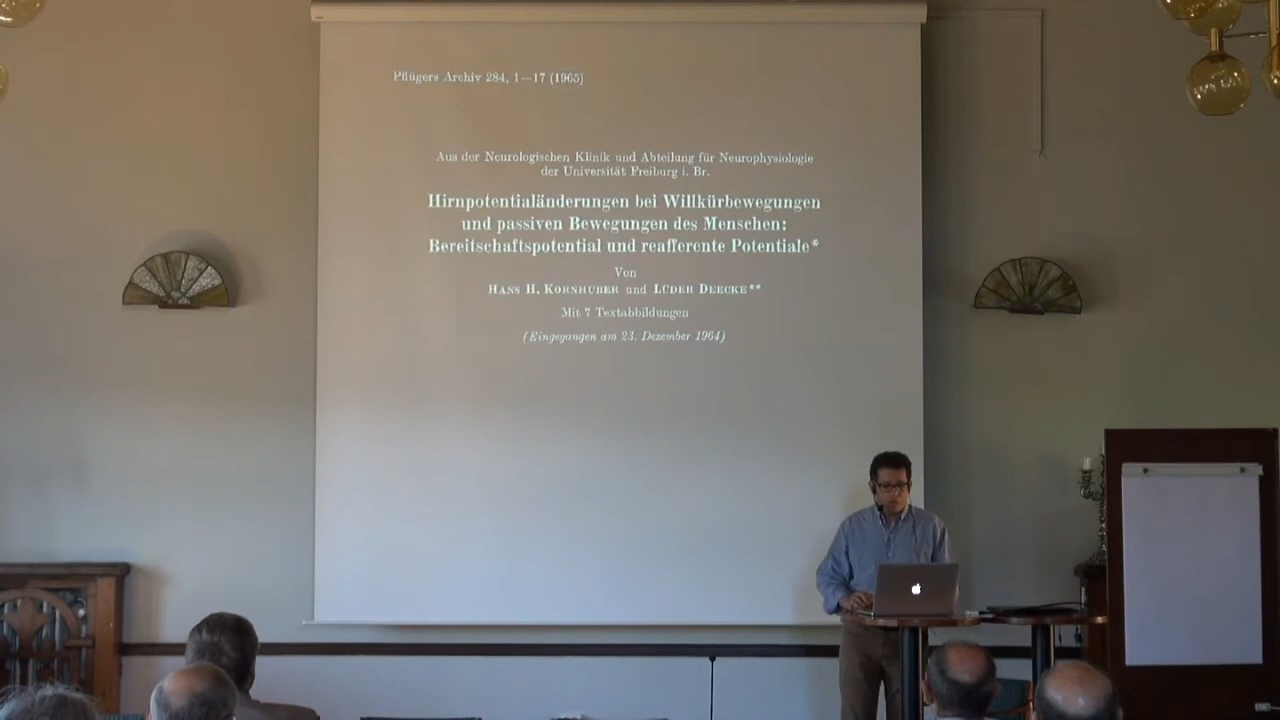 Pflügers Archiv 284, 1—17 (1965)
Aus der Neurologischen Klinik und Abteilung für Neurophysiologie
der Universität Freiburg i. Br.
Hirnpotentialänderungen bei Willkürbewegungen
und passiven Bewegungen des Menschen:
Bereitschaftspotential und reafferente Potentiale*
Von
HANS H. KORNHUBER und LÜDER DEECKE**
Mit 7 Textabbildungen
(Eingegangen am 23. Dezember 1964)